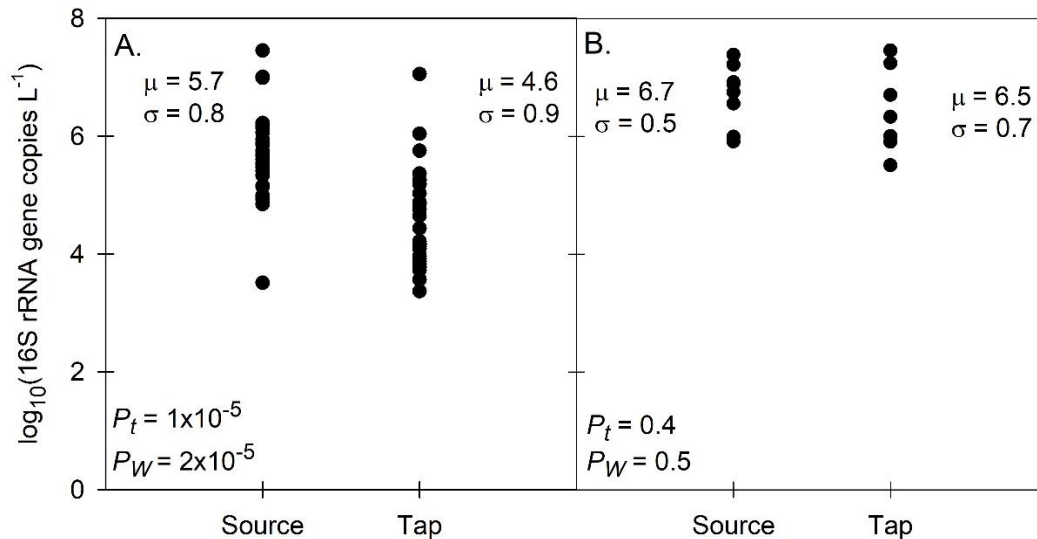 log10(16S rRNA gene copies L-1)
8
6
4
2
0
A.
μ = 5.7
σ = 0.8
μ = 4.6
σ = 0.9
Pt = 1x10-5
PW = 2x10-5
Source Tap
B.
μ = 6.7
σ = 0.5
μ = 6.5
σ = 0.7
Pt = 0.4
PW = 0.5
Source Tap